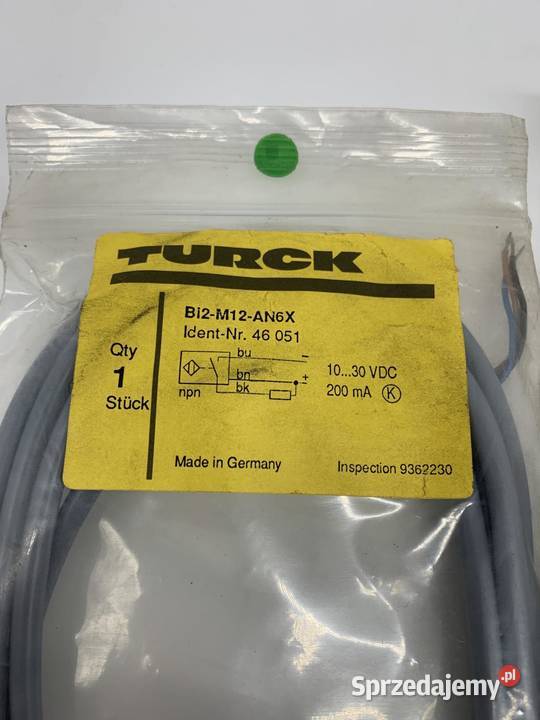 TURCK
Bi2-M12-AN6X
Ident-Nr. 46 051
Qty
1
Stück
bu
bn
bk
npn
-
+
10...30 VDC
200 mA K
Made in Germany
Inspection 9362230
Sprzedajemy.pl